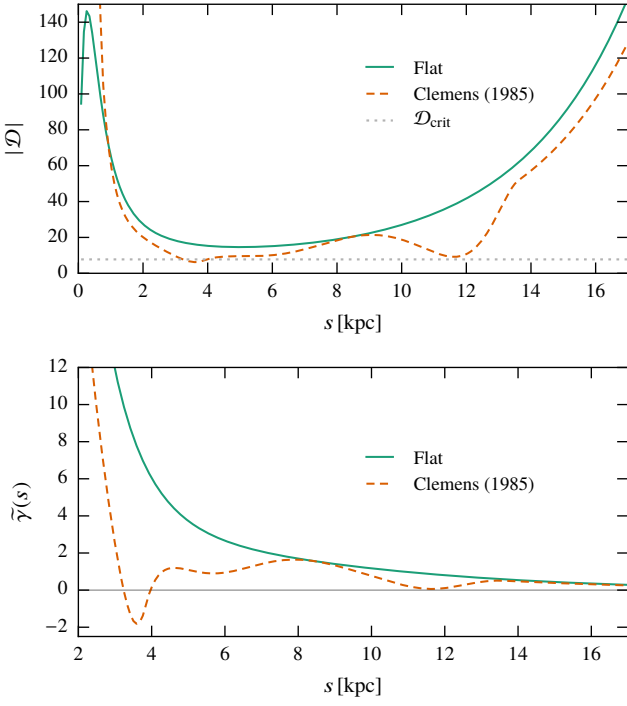 140
120
100
80
60
40
20
0
|𝒟|
Flat
Clemens (1985)
𝒟crit
0 2 4 6 8 10 12 14 16
s [kpc]
12
10
8
6
4
2
0
−2
γ̃(s)
Flat
Clemens (1985)
2 4 6 8 10 12 14 16
s [kpc]